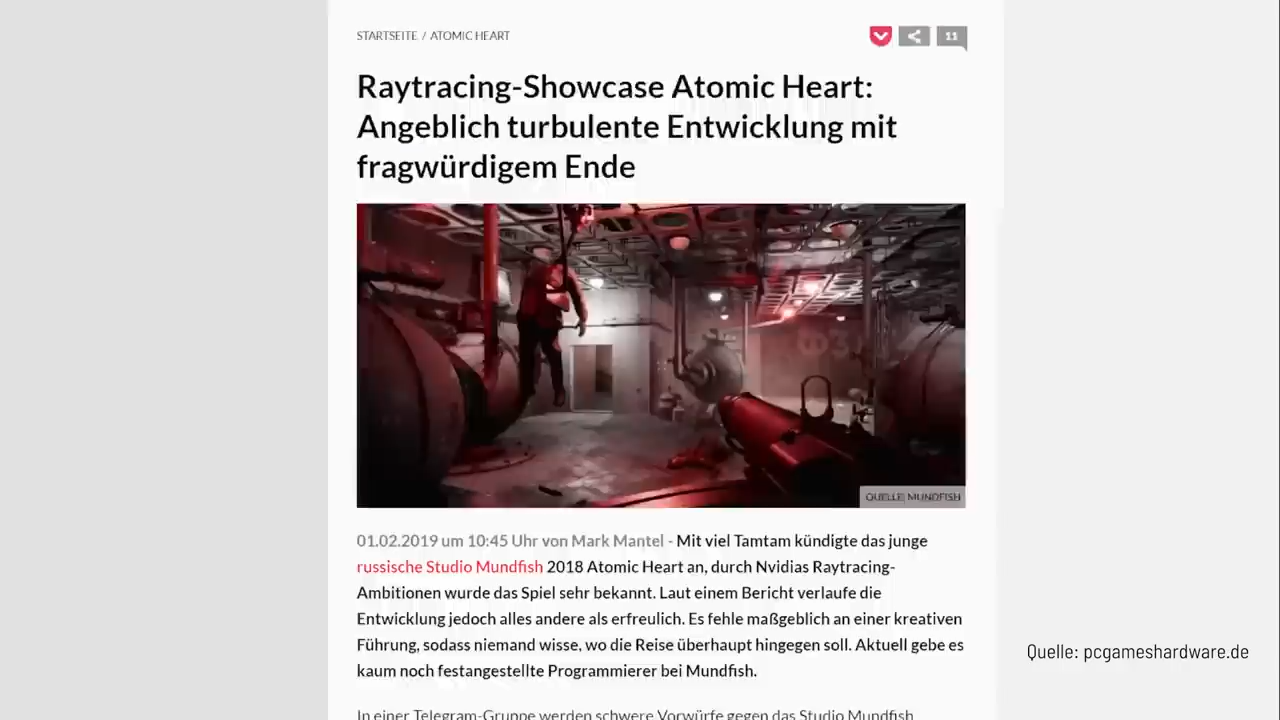 STARTSEITE / ATOMIC HEART
11
Raytracing-Showcase Atomic Heart:
Angeblich turbulente Entwicklung mit
fragwürdigem Ende
QUELLE: MUNDFISH
01.02.2019 um 10:45 Uhr von Mark Mantel - Mit viel Tamtam kündigte das junge
russische Studio Mundfish 2018 Atomic Heart an, durch Nvidias Raytracing-
Ambitionen wurde das Spiel sehr bekannt. Laut einem Bericht verlaufe die
Entwicklung jedoch alles andere als erfreulich. Es fehle maßgeblich an einer kreativen
Führung, sodass niemand wisse, wo die Reise überhaupt hingegen soll. Aktuell gebe es
kaum noch festangestellte Programmierer bei Mundfish.
Quelle: pcgameshardware.de
In einer Telegram-Gruppe werden schwere Vorwürfe gegen das Studio Mundfish